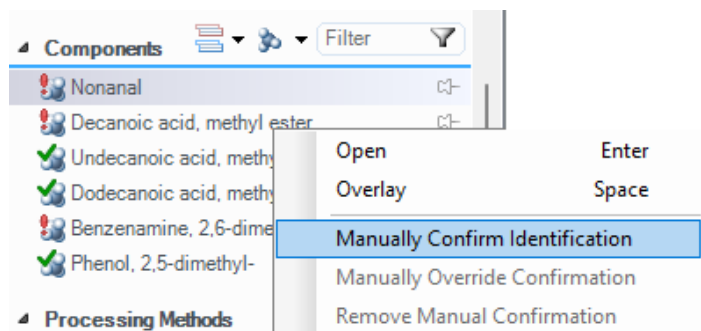 Components Filter
Nonanal
Decanoic acid, methyl ester
Undecanoic acid, methy
Dodecanoic acid, methy
Benzenamine, 2,6-dime
Phenol, 2,5-dimethyl-
Processing Methods
Open Enter
Overlay Space
Manually Confirm Identification
Manually Override Confirmation
Remove Manual Confirmation